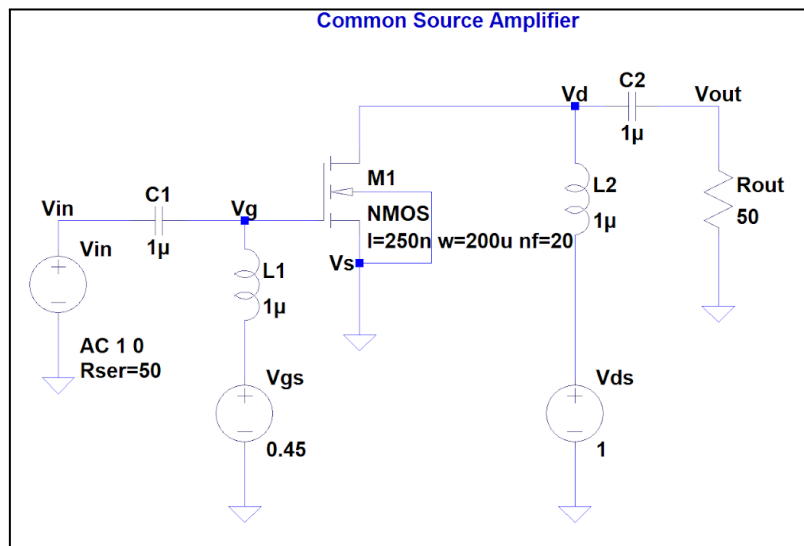 Common Source Amplifier
Vd
C2
Vout
1µ
M1
C1
NMOS
l=250n w=200u nf=20
L2
1µ
Rout
50
Vin
Vg
1µ
Vin
L1
1µ
Vs
AC 1 0
Rser=50
Vgs
0.45
Vds
1